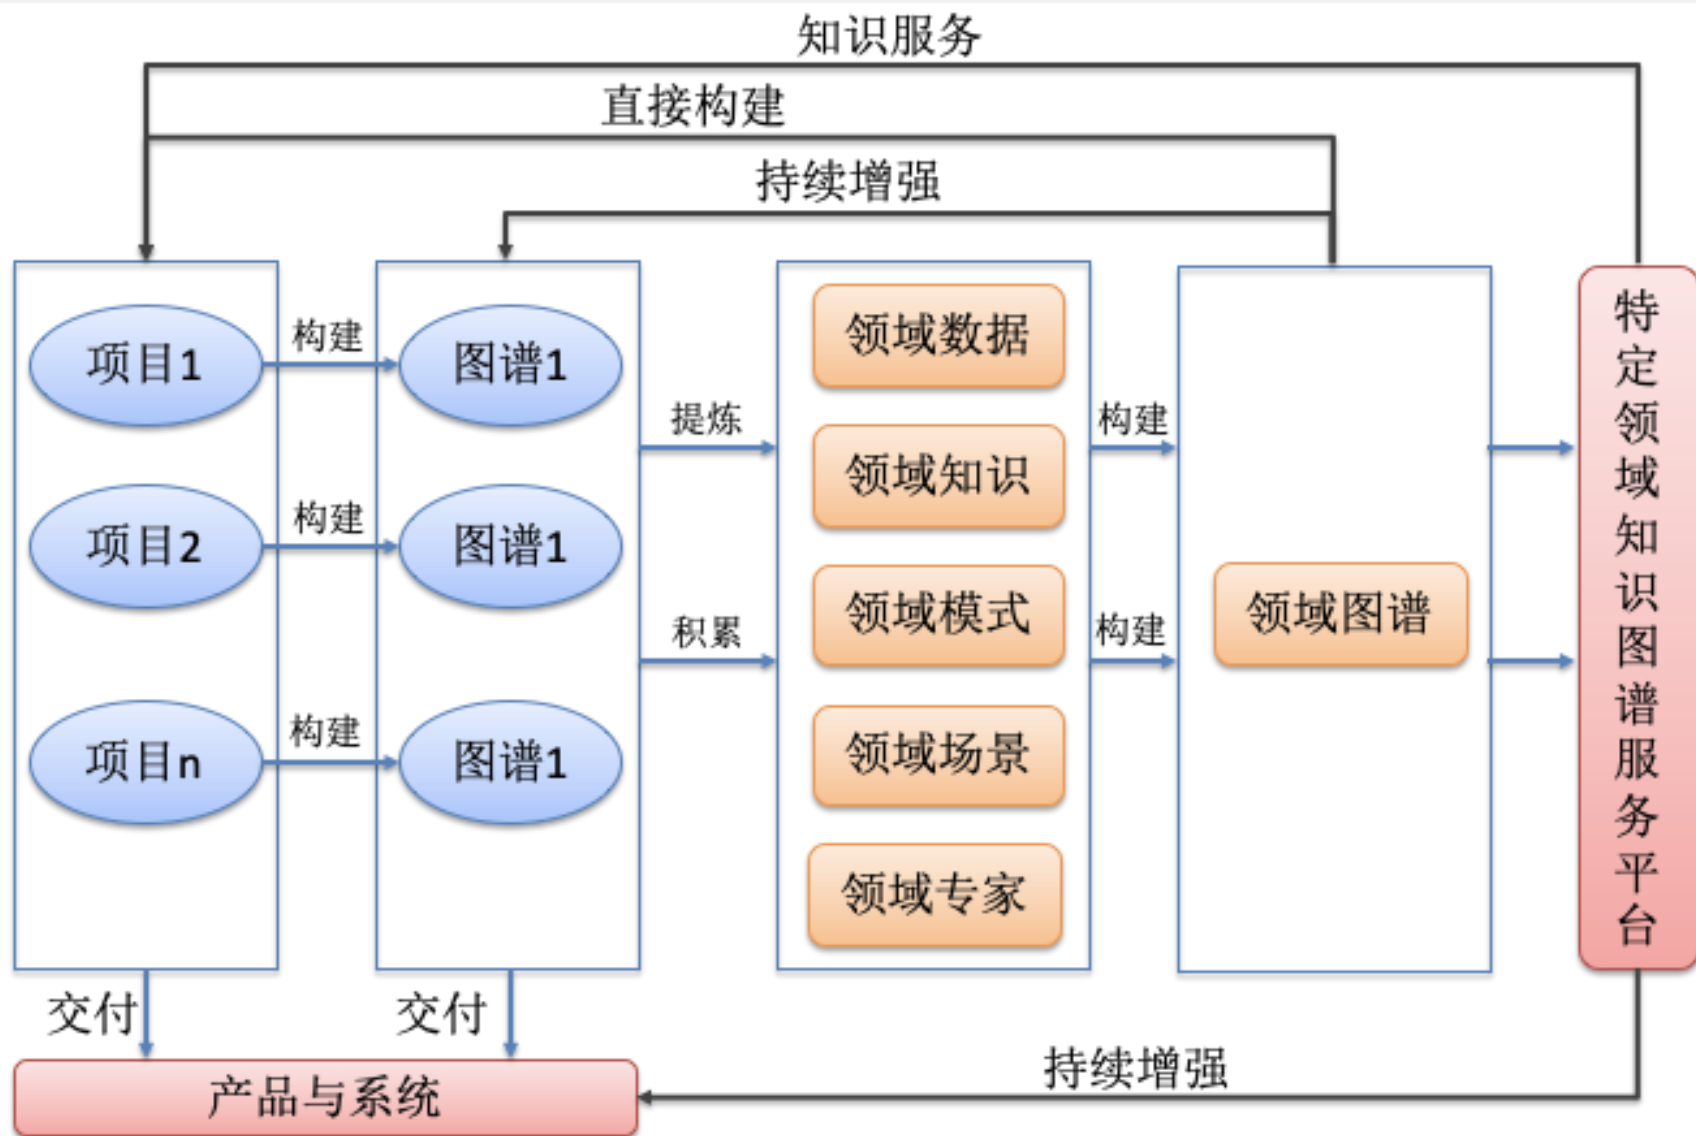 知识服务
直接构建
持续增强
项目1
构建
图谱1
项目2
构建
图谱1
项目n
构建
图谱1
提炼
积累
领域数据
领域知识
领域模式
领域场景
领域专家
构建
构建
领域图谱
特定领域知识图谱服务平台
交付
交付
产品与系统
持续增强